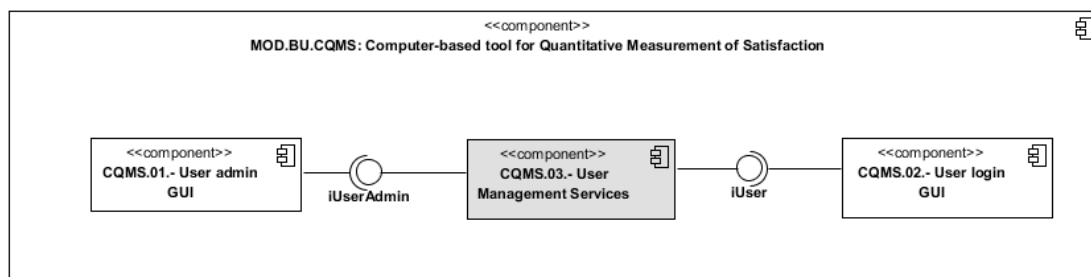 <<component>>
MOD.BU.CQMS: Computer-based tool for Quantitative Measurement of Satisfaction
<<component>>
CQMS.01.- User admin
GUI
iUserAdmin
<<component>>
CQMS.03.- User
Management Services
iUser
<<component>>
CQMS.02.- User login
GUI